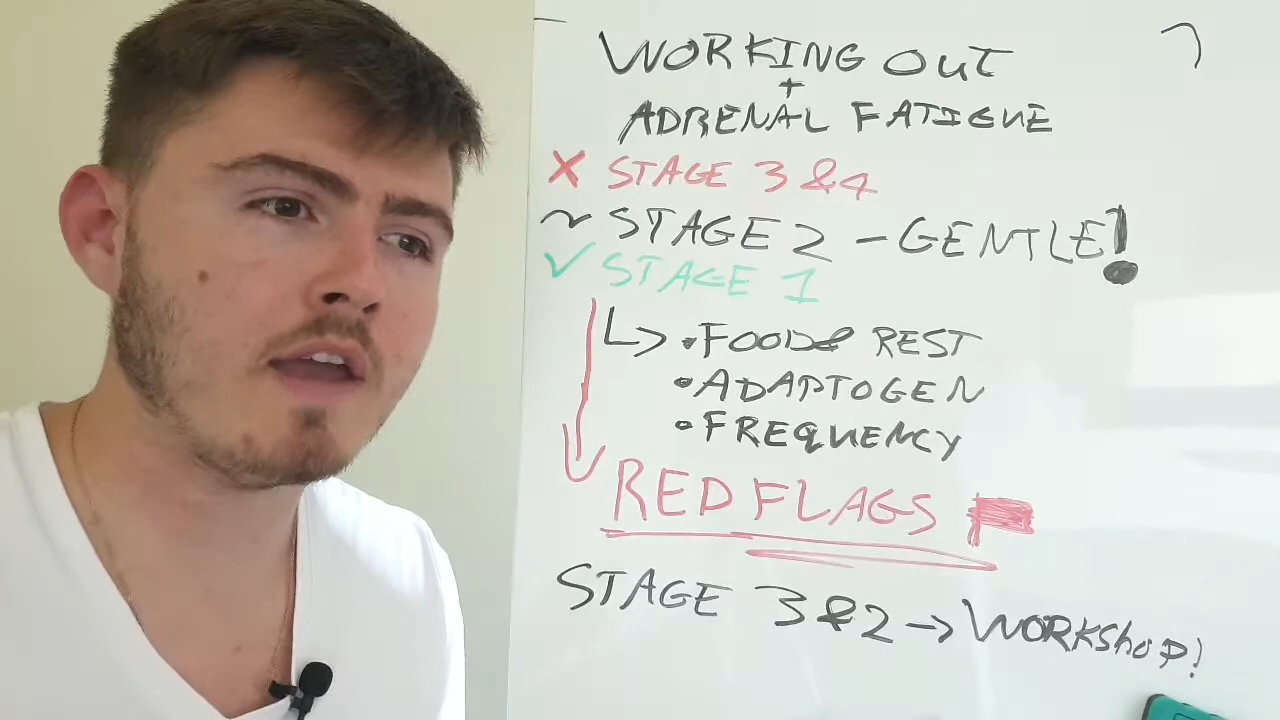 WORKING OUT
+
ADRENAL FATIGUE
X STAGE 3 & 4
~ STAGE 2 - GENTLE!
✓ STAGE 1
↳ • FOOD & REST
• ADAPTOGEN
• FREQUENCY
RED FLAGS
STAGE 3 & 2 → WORKShOP!